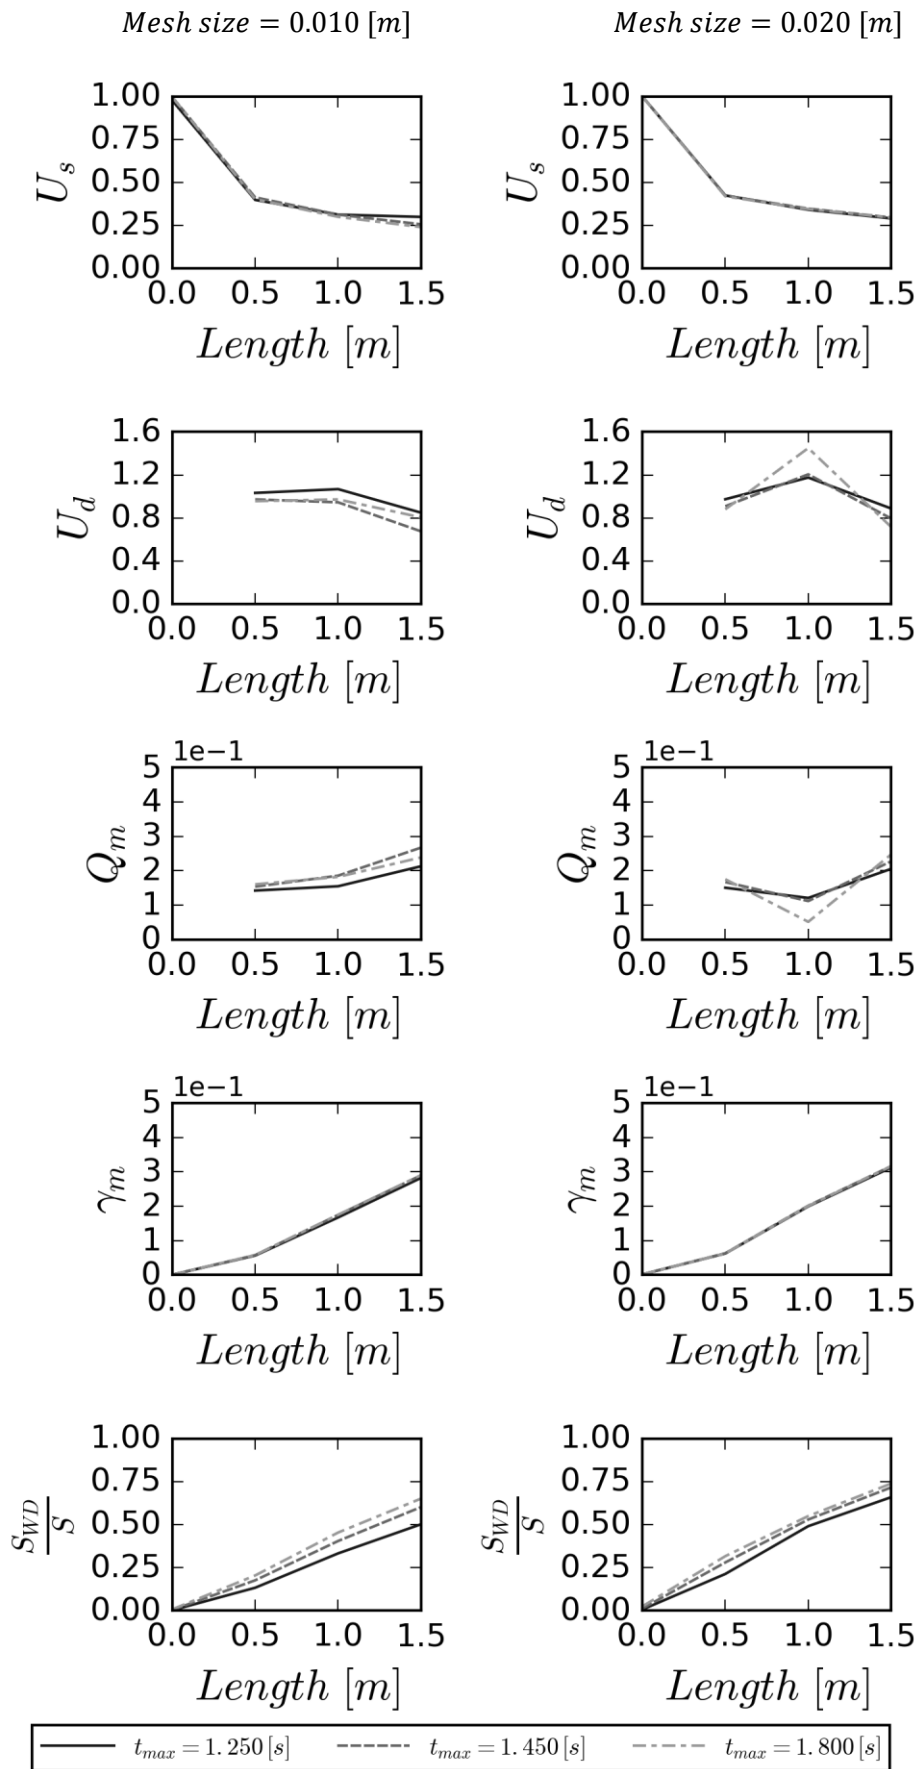 Mesh size = 0.010 [m] Mesh size = 0.020 [m]
1.00 0.75 0.50 0.25 0.00
U_s
0.0 0.5 1.0 1.5
Length [m]
1.00 0.75 0.50 0.25 0.00
U_s
0.0 0.5 1.0 1.5
Length [m]
1.6 1.2 0.8 0.4 0.0
U_d
0.0 0.5 1.0 1.5
Length [m]
1.6 1.2 0.8 0.4 0.0
U_d
0.0 0.5 1.0 1.5
Length [m]
1e−1
5 4 3 2 1 0
Q_m
0.0 0.5 1.0 1.5
Length [m]
1e−1
5 4 3 2 1 0
Q_m
0.0 0.5 1.0 1.5
Length [m]
1e−1
5 4 3 2 1 0
γ_m
0.0 0.5 1.0 1.5
Length [m]
1e−1
5 4 3 2 1 0
γ_m
0.0 0.5 1.0 1.5
Length [m]
1.00 0.75 0.50 0.25 0.00
S_WD
S
0.0 0.5 1.0 1.5
Length [m]
1.00 0.75 0.50 0.25 0.00
S_WD
S
0.0 0.5 1.0 1.5
Length [m]
t_max = 1.250 [s] t_max = 1.450 [s] t_max = 1.800 [s]